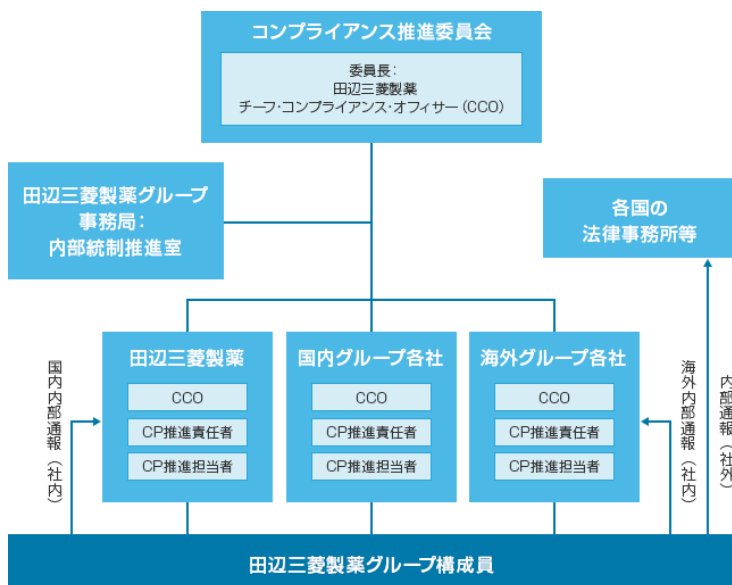 コンプライアンス推進委員会
委員長：
田辺三菱製薬
チーフ・コンプライアンス・オフィサー（CCO）
田辺三菱製薬グループ
事務局：
内部統制推進室
各国の
法律事務所等
田辺三菱製薬
CCO
CP推進責任者
CP推進担当者
国内グループ各社
CCO
CP推進責任者
CP推進担当者
海外グループ各社
CCO
CP推進責任者
CP推進担当者
国内内部通報（社内）
海外内部通報（社内）
内部通報（社外）
田辺三菱製薬グループ構成員